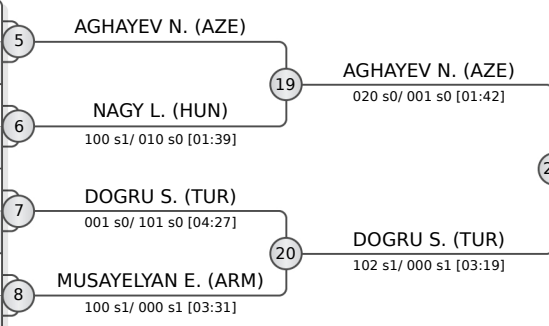 5
AGHAYEV N. (AZE)
19
AGHAYEV N. (AZE)
020 s0/ 001 s0 [01:42]
6
NAGY L. (HUN)
100 s1/ 010 s0 [01:39]
2
7
DOGRU S. (TUR)
001 s0/ 101 s0 [04:27]
20
DOGRU S. (TUR)
102 s1/ 000 s1 [03:19]
8
MUSAYELYAN E. (ARM)
100 s1/ 000 s1 [03:31]